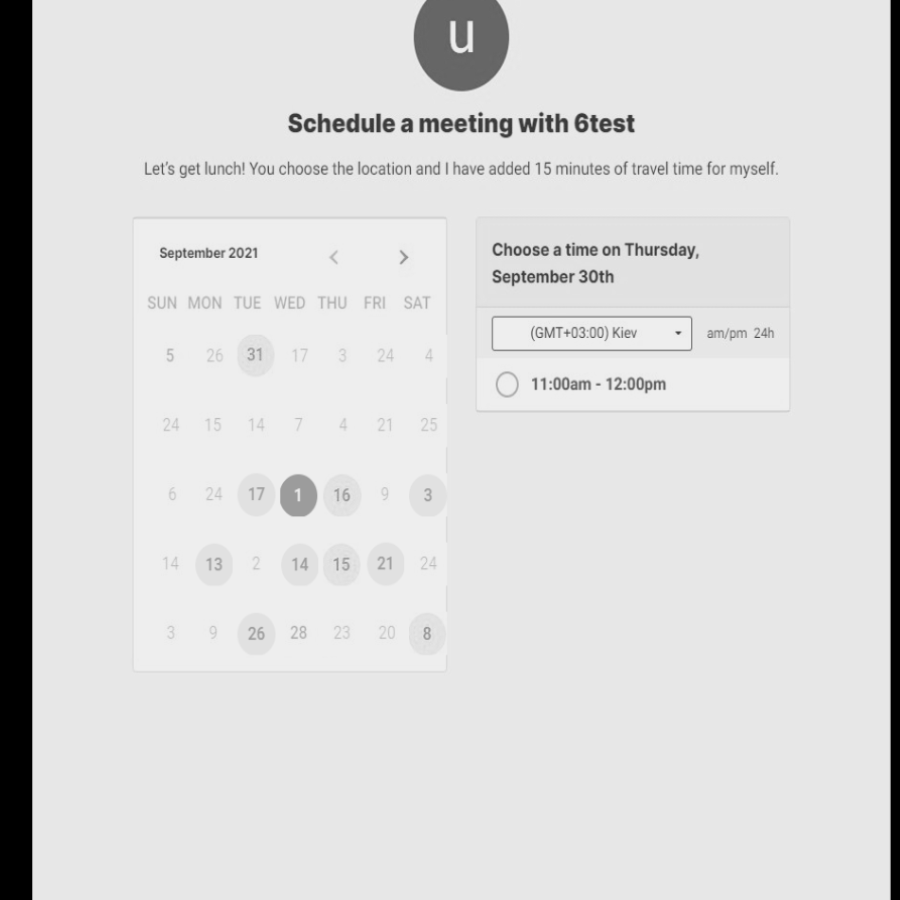 u
Schedule a meeting with 6test
Let's get lunch! You choose the location and I have added 15 minutes of travel time for myself.
September 2021
SUN MON TUE WED THU FRI SAT
5 26 31 17 3 24 4
24 15 14 7 4 21 25
6 24 17 1 16 9 3
14 13 2 14 15 21 24
3 9 26 28 23 20 8
Choose a time on Thursday,
September 30th
(GMT+03:00) Kiev am/pm 24h
11:00am - 12:00pm